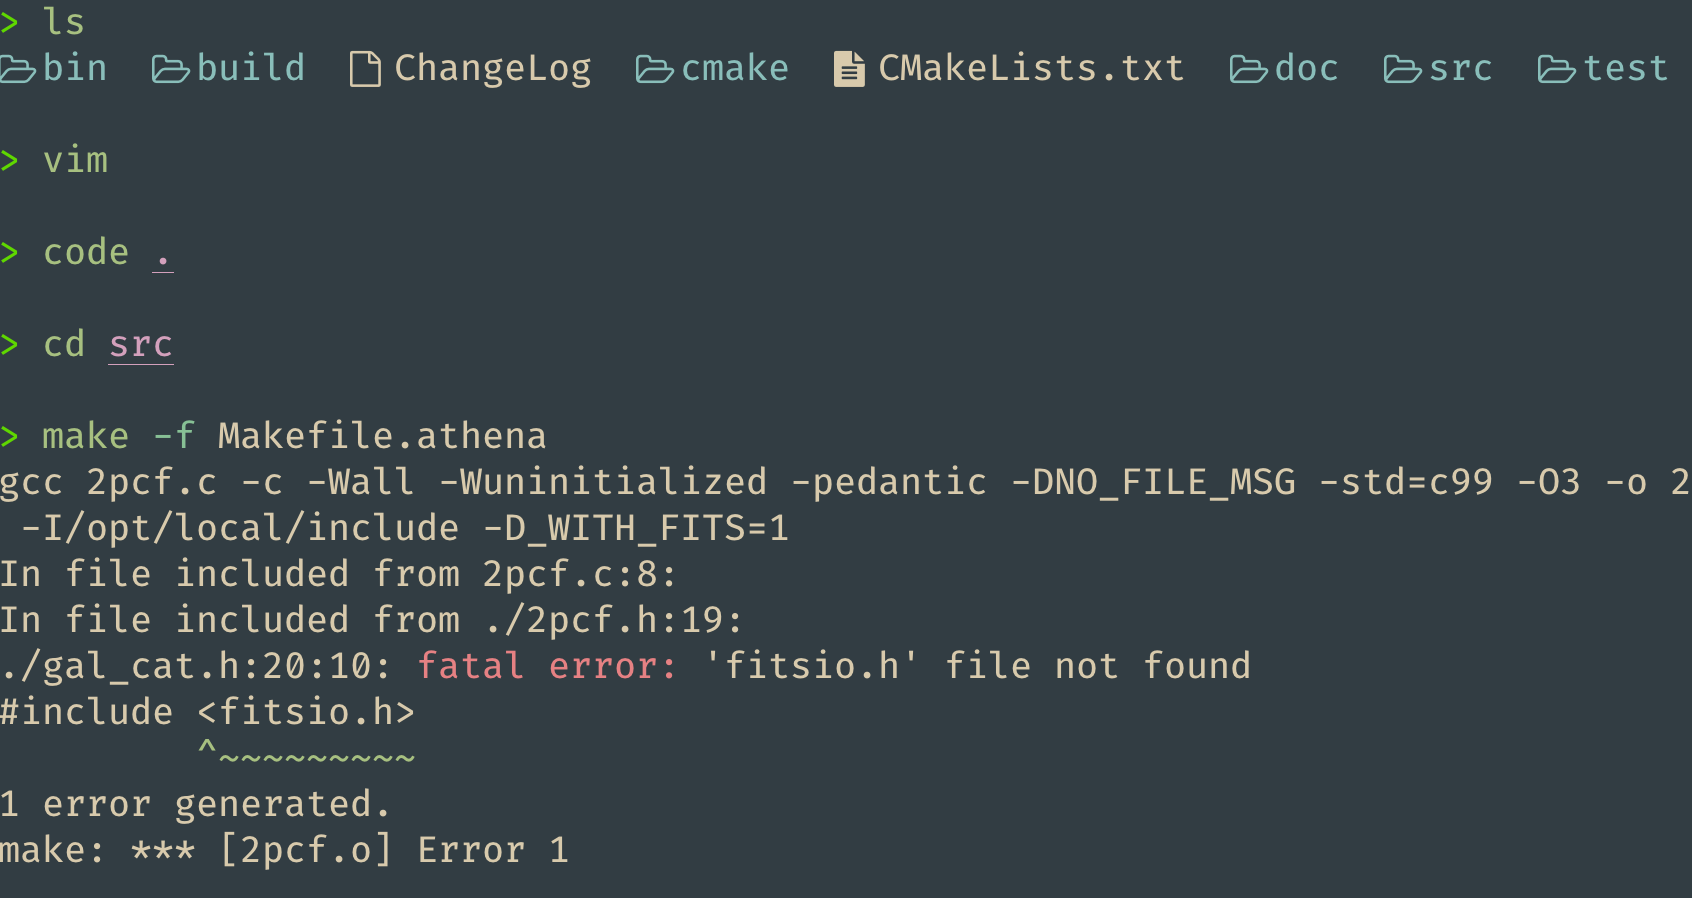 > ls
bin build ChangeLog cmake CMakeLists.txt doc src test
> vim
> code .
> cd src
> make -f Makefile.athena
gcc 2pcf.c -c -Wall -Wuninitialized -pedantic -DNO_FILE_MSG -std=c99 -O3 -o 2
-I/opt/local/include -D_WITH_FITS=1
In file included from 2pcf.c:8:
In file included from ./2pcf.h:19:
./gal_cat.h:20:10: fatal error: 'fitsio.h' file not found
#include <fitsio.h>
^~~~~~~~~~
1 error generated.
make: *** [2pcf.o] Error 1